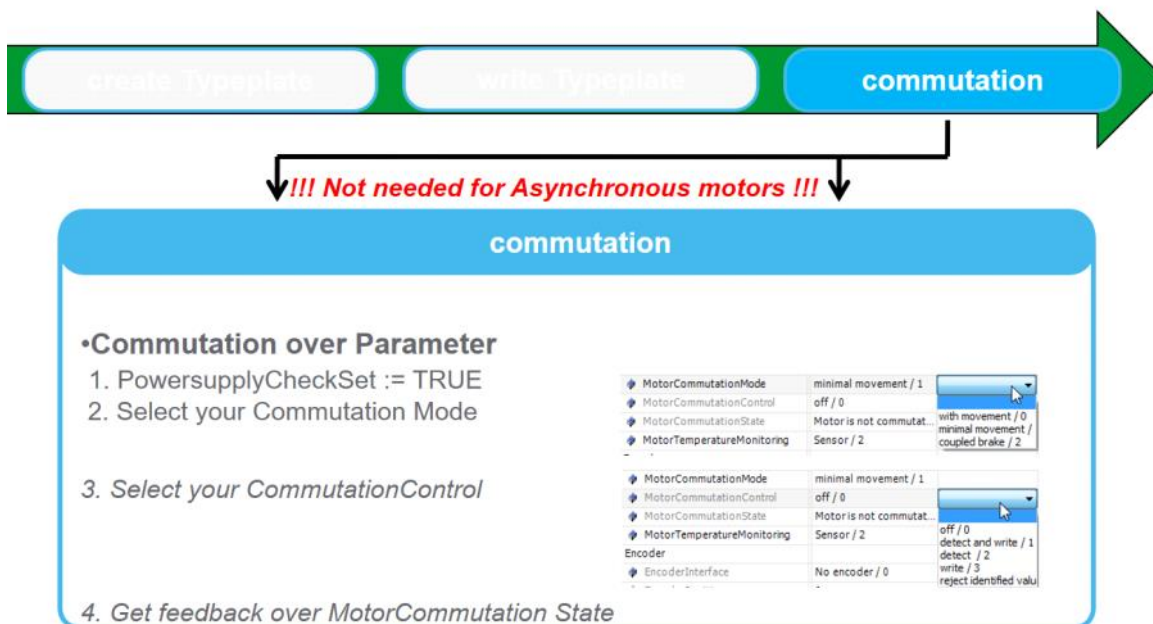 create Typeplate
write Typeplate
commutation
!!! Not needed for Asynchronous motors !!!
commutation
•Commutation over Parameter
1. PowersupplyCheckSet := TRUE
2. Select your Commutation Mode
MotorCommutationMode minimal movement / 1
MotorCommutationControl off / 0
MotorCommutationState Motor is not commutat...
with movement / 0
minimal movement /
MotorTemperatureMonitoring Sensor / 2
coupled brake / 2
3. Select your CommutationControl
MotorCommutationMode minimal movement / 1
MotorCommutationControl off / 0
MotorCommutationState Motor is not commutat...
MotorTemperatureMonitoring Sensor / 2
Encoder
EncoderInterface No encoder / 0
off / 0
detect and write / 1
detect / 2
write / 3
reject identified valu
4. Get feedback over MotorCommutation State